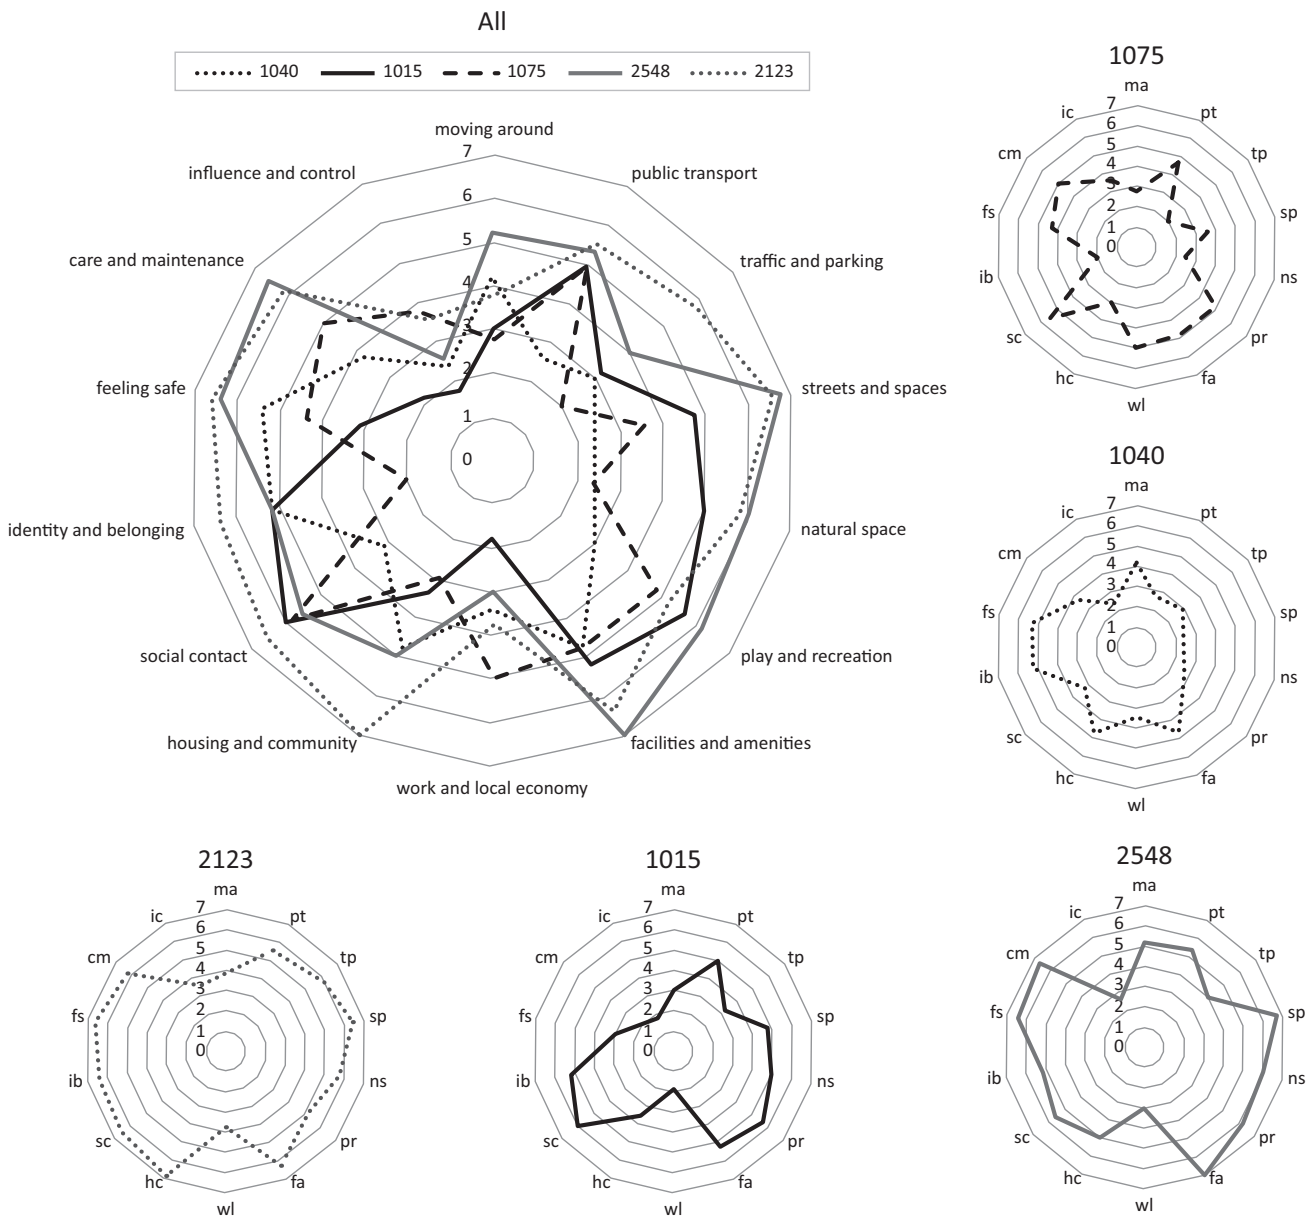 All
1040 1015 1075 2548 2123
moving around
public transport
traffic and parking
streets and spaces
natural space
play and recreation
facilities and amenities
work and local economy
housing and community
social contact
identity and belonging
feeling safe
care and maintenance
influence and control
7
6
5
4
3
2
1
0
1075
ma
pt
tp
sp
ns
pr
fa
wl
hc
sc
ib
fs
cm
ic
7
6
5
4
3
2
1
0
1040
ma
pt
tp
sp
ns
pr
fa
wl
hc
sc
ib
fs
cm
ic
7
6
5
4
3
2
1
0
2123
ma
pt
tp
sp
ns
pr
fa
wl
hc
sc
ib
fs
cm
ic
7
6
5
4
3
2
1
0
1015
ma
pt
tp
sp
ns
pr
fa
wl
hc
sc
ib
fs
cm
ic
7
6
5
4
3
2
1
0
2548
ma
pt
tp
sp
ns
pr
fa
wl
hc
sc
ib
fs
cm
ic
7
6
5
4
3
2
1
0